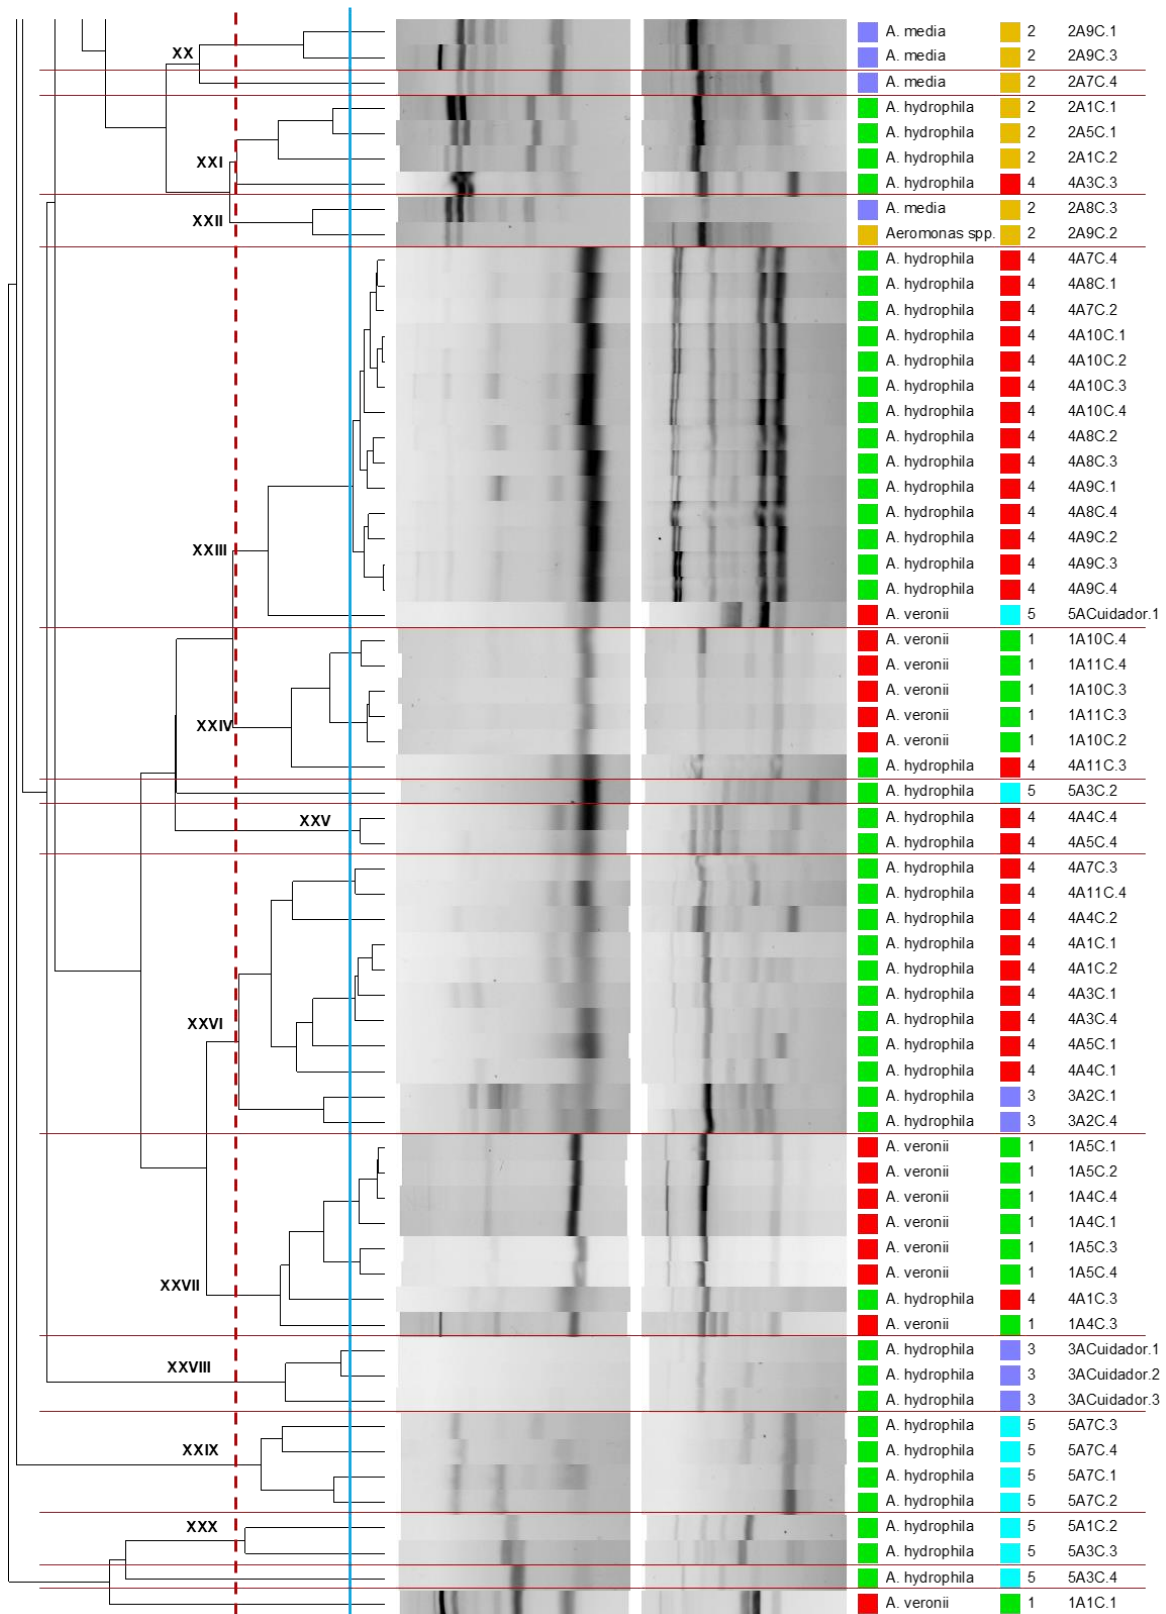 A. media 2 2A9C.1
XX
A. media 2 2A9C.3
A. media 2 2A7C.4
A. hydrophila 2 2A1C.1
A. hydrophila 2 2A5C.1
XXI
A. hydrophila 2 2A1C.2
A. hydrophila 4 4A3C.3
A. media 2 2A8C.3
XXII
Aeromonas spp. 2 2A9C.2
A. hydrophila 4 4A7C.4
A. hydrophila 4 4A8C.1
A. hydrophila 4 4A7C.2
A. hydrophila 4 4A10C.1
A. hydrophila 4 4A10C.2
A. hydrophila 4 4A10C.3
A. hydrophila 4 4A10C.4
A. hydrophila 4 4A8C.2
A. hydrophila 4 4A8C.3
A. hydrophila 4 4A9C.1
A. hydrophila 4 4A8C.4
A. hydrophila 4 4A9C.2
XXIII
A. hydrophila 4 4A9C.3
A. hydrophila 4 4A9C.4
A. veronii 5 5ACuidador.1
A. veronii 1 1A10C.4
A. veronii 1 1A11C.4
A. veronii 1 1A10C.3
A. veronii 1 1A11C.3
XXIV
A. veronii 1 1A10C.2
A. hydrophila 4 4A11C.3
A. hydrophila 5 5A3C.2
XXV
A. hydrophila 4 4A4C.4
A. hydrophila 4 4A5C.4
A. hydrophila 4 4A7C.3
A. hydrophila 4 4A11C.4
A. hydrophila 4 4A4C.2
A. hydrophila 4 4A1C.1
A. hydrophila 4 4A1C.2
A. hydrophila 4 4A3C.1
XXVI
A. hydrophila 4 4A3C.4
A. hydrophila 4 4A5C.1
A. hydrophila 4 4A4C.1
A. hydrophila 3 3A2C.1
A. hydrophila 3 3A2C.4
A. veronii 1 1A5C.1
A. veronii 1 1A5C.2
A. veronii 1 1A4C.4
A. veronii 1 1A4C.1
A. veronii 1 1A5C.3
A. veronii 1 1A5C.4
XXVII
A. hydrophila 4 4A1C.3
A. veronii 1 1A4C.3
A. hydrophila 3 3ACuidador.1
XXVIII
A. hydrophila 3 3ACuidador.2
A. hydrophila 3 3ACuidador.3
A. hydrophila 5 5A7C.3
XXIX
A. hydrophila 5 5A7C.4
A. hydrophila 5 5A7C.1
A. hydrophila 5 5A7C.2
XXX
A. hydrophila 5 5A1C.2
A. hydrophila 5 5A3C.3
A. hydrophila 5 5A3C.4
A. veronii 1 1A1C.1